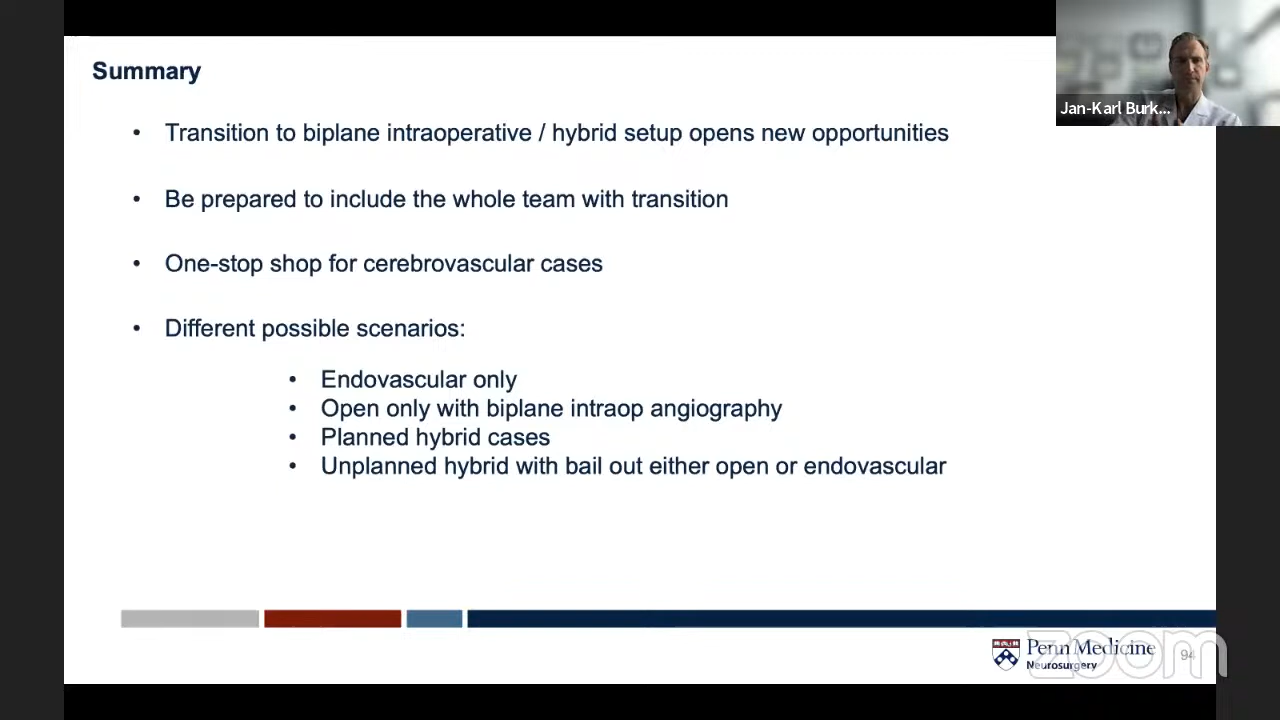 Summary
Jan-Karl Burk...
• Transition to biplane intraoperative / hybrid setup opens new opportunities
• Be prepared to include the whole team with transition
• One-stop shop for cerebrovascular cases
• Different possible scenarios:
• Endovascular only
• Open only with biplane intraop angiography
• Planned hybrid cases
• Unplanned hybrid with bail out either open or endovascular
Penn Medicine
Neurosurgery
94
zoom